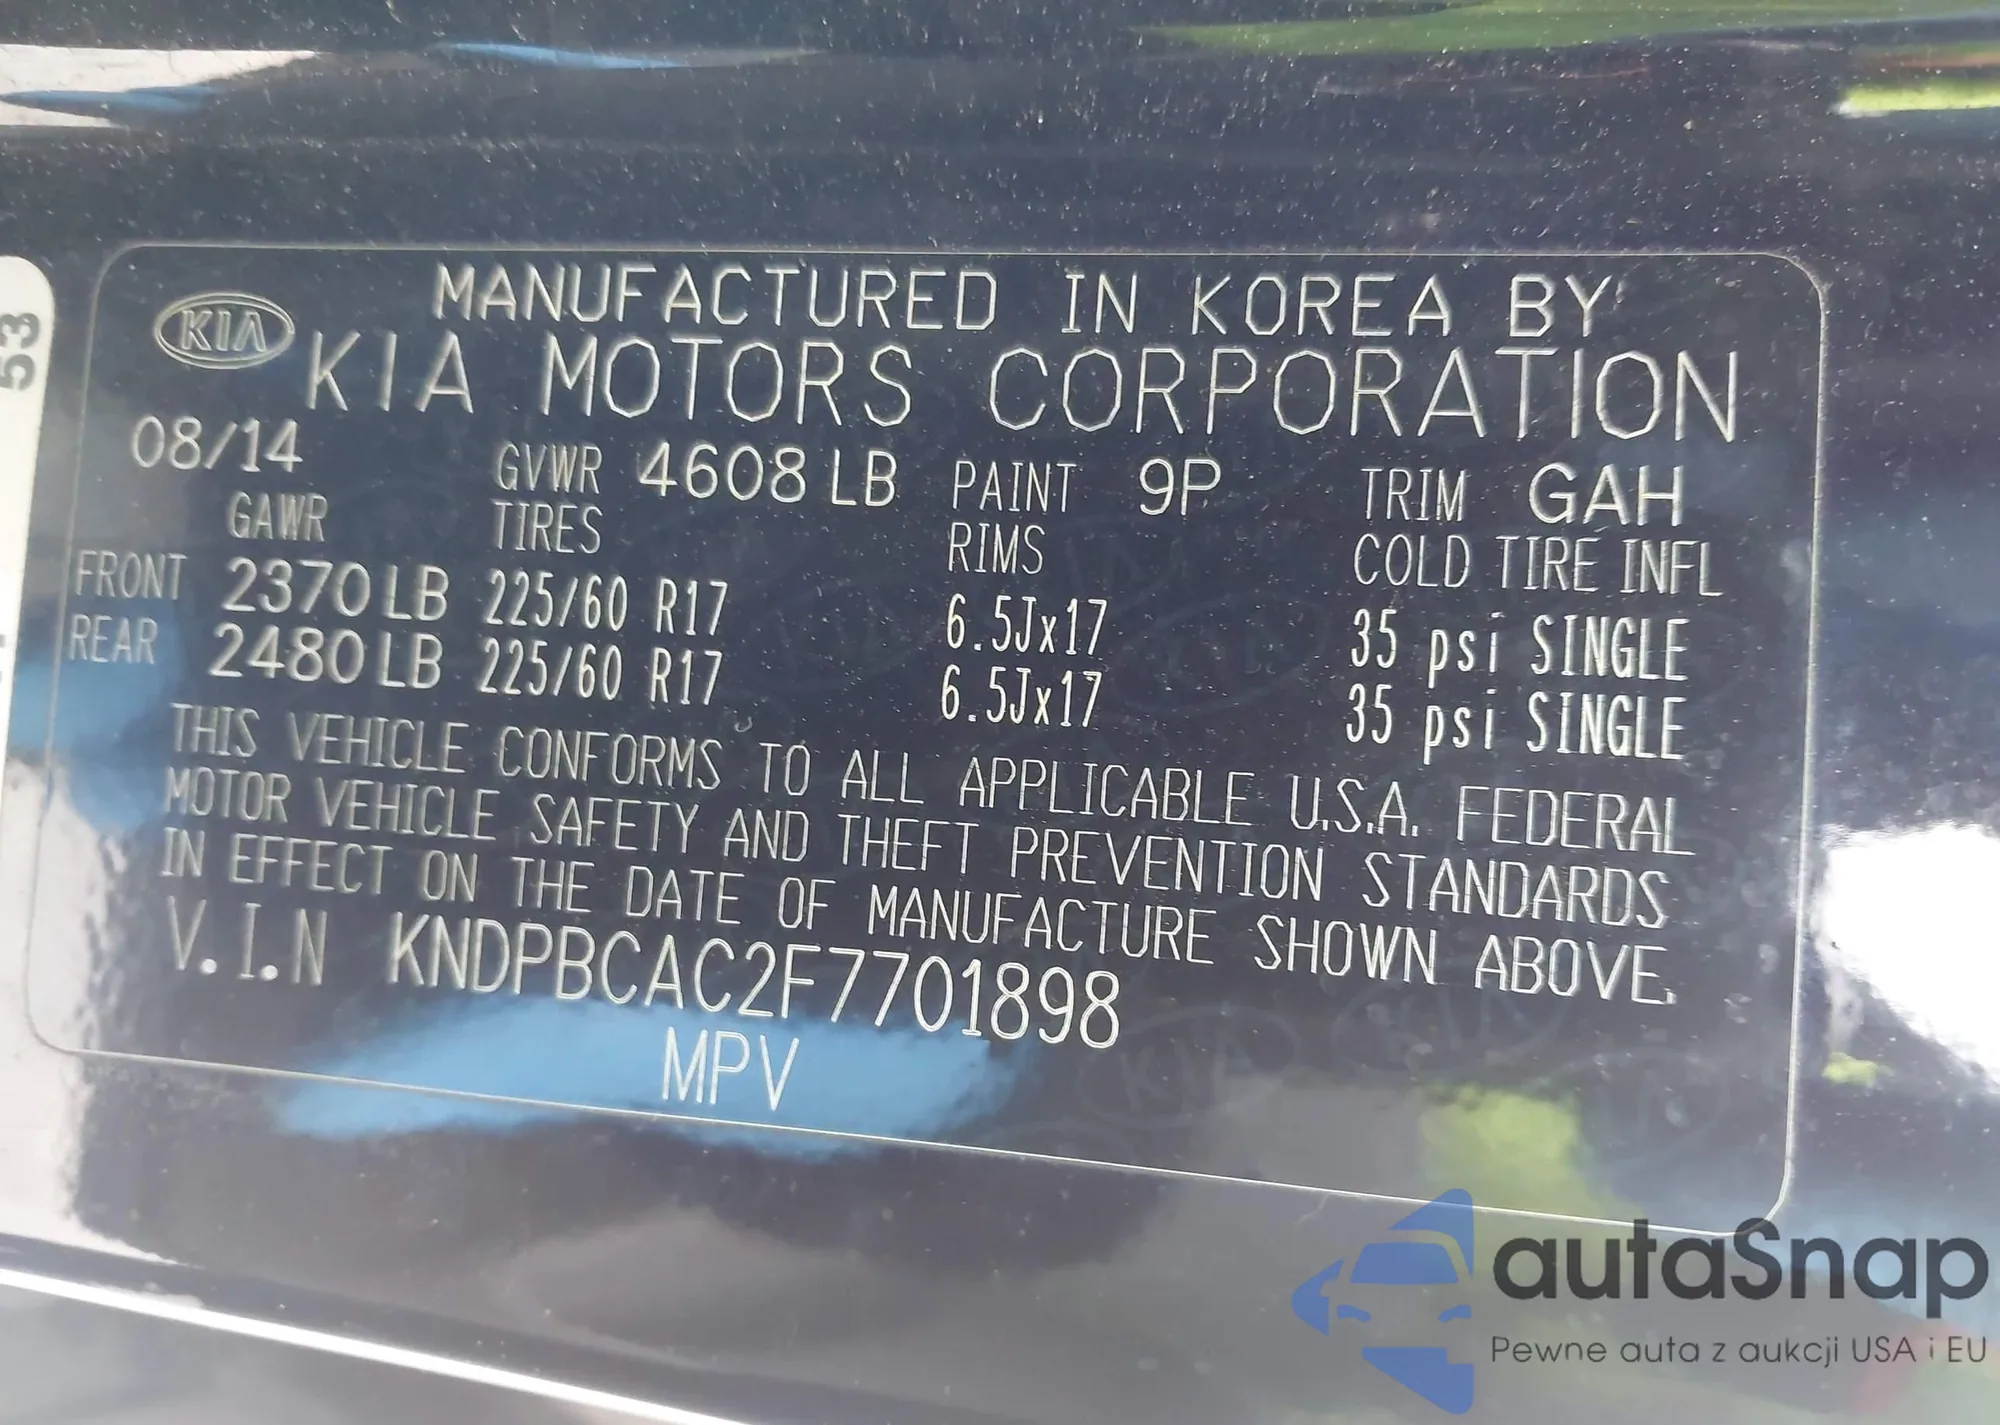 53
MANUFACTURED IN KOREA BY
KIA KIA MOTORS CORPORATION
08/14 GVWR 4608 LB PAINT 9P TRIM GAH
GAWR TIRES RIMS COLD TIRE INFL
FRONT 2370 LB 225/60 R17 6.5Jx17 35 psi SINGLE
REAR 2480 LB 225/60 R17 6.5Jx17 35 psi SINGLE
THIS VEHICLE CONFORMS TO ALL APPLICABLE U.S.A. FEDERAL
MOTOR VEHICLE SAFETY AND THEFT PREVENTION STANDARDS
IN EFFECT ON THE DATE OF MANUFACTURE SHOWN ABOVE.
V.I.N KNDPBCAC2F7701898
MPV
autaSnap
Pewne auta z aukcji USA i EU